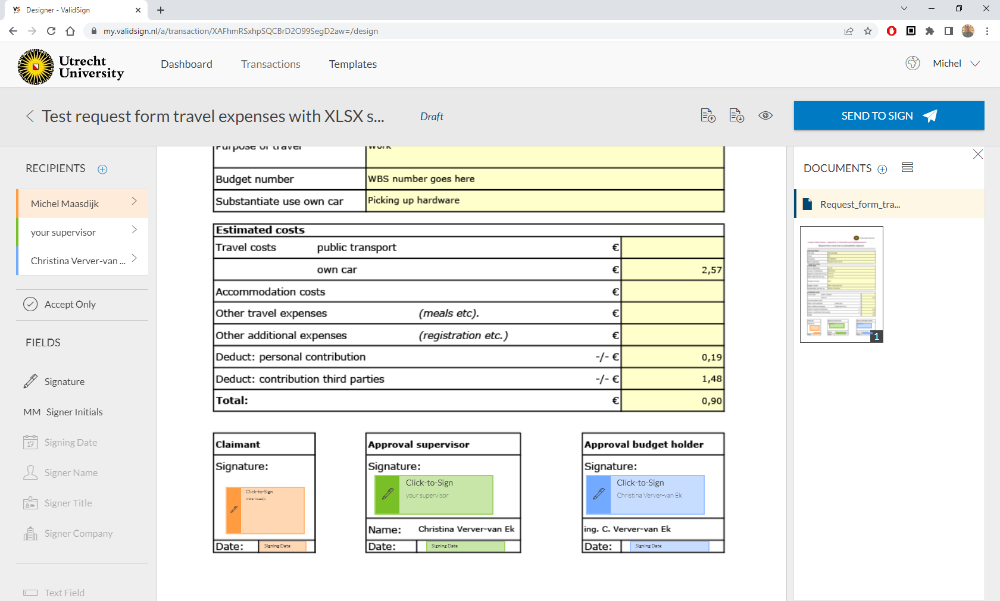 Designer - ValidSign
my.validsign.nl/a/transaction/XAFhmRSxhpSQCBrD2O99SegD2aw=/design
Utrecht University
Dashboard
Transactions
Templates
Michel
Test request form travel expenses with XLSX s...
Draft
SEND TO SIGN
RECIPIENTS
Michel Maasdijk
your supervisor
Christina Verver-van ...
Accept Only
FIELDS
Signature
MM Signer Initials
17 Signing Date
Signer Name
Signer Title
Signer Company
Text Field
Purpose of travel Work
Budget number WBS number goes here
Substantiate use own car Picking up hardware
Estimated costs
Travel costs public transport €
own car € 2,57
Accommodation costs €
Other travel expenses (meals etc). €
Other additional expenses (registration etc.) €
Deduct: personal contribution -/- € 0,19
Deduct: contribution third parties -/- € 1,48
Total: € 0,90
Claimant
Signature:
Click-to-Sign
Michel Maasdijk
Date: Signing Date
Approval supervisor
Signature:
Click-to-Sign
your supervisor
Name: Christina Verver-van Ek
Date: Signing Date
Approval budget holder
Signature:
Click-to-Sign
Christina Verver-van Ek
ing. C. Verver-van Ek
Date: Signing Date
DOCUMENTS
Request_form_tra...
1